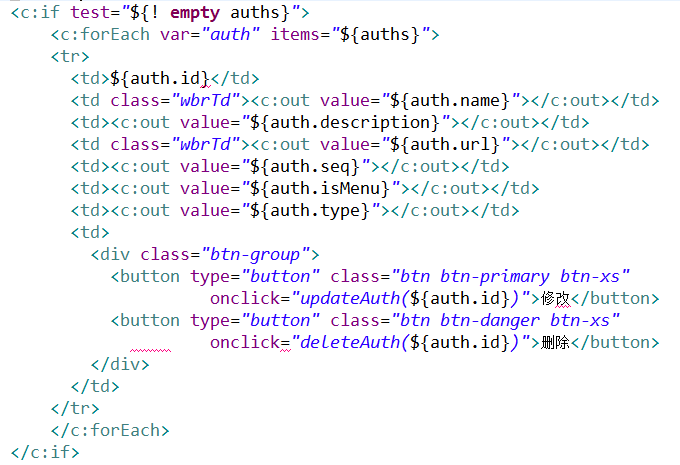 <c:if test="${! empty auths}">
<c:forEach var="auth" items="${auths}">
<tr>
<td>${auth.id}</td>
<td class="wbrTd"><c:out value="${auth.name}"></c:out></td>
<td><c:out value="${auth.description}"></c:out></td>
<td class="wbrTd"><c:out value="${auth.url}"></c:out></td>
<td><c:out value="${auth.seq}"></c:out></td>
<td><c:out value="${auth.isMenu}"></c:out></td>
<td><c:out value="${auth.type}"></c:out></td>
<td>
<div class="btn-group">
<button type="button" class="btn btn-primary btn-xs"
onclick="updateAuth(${auth.id})">修改</button>
<button type="button" class="btn btn-danger btn-xs"
onclick="deleteAuth(${auth.id})">删除</button>
</div>
</td>
</tr>
</c:forEach>
</c:if>